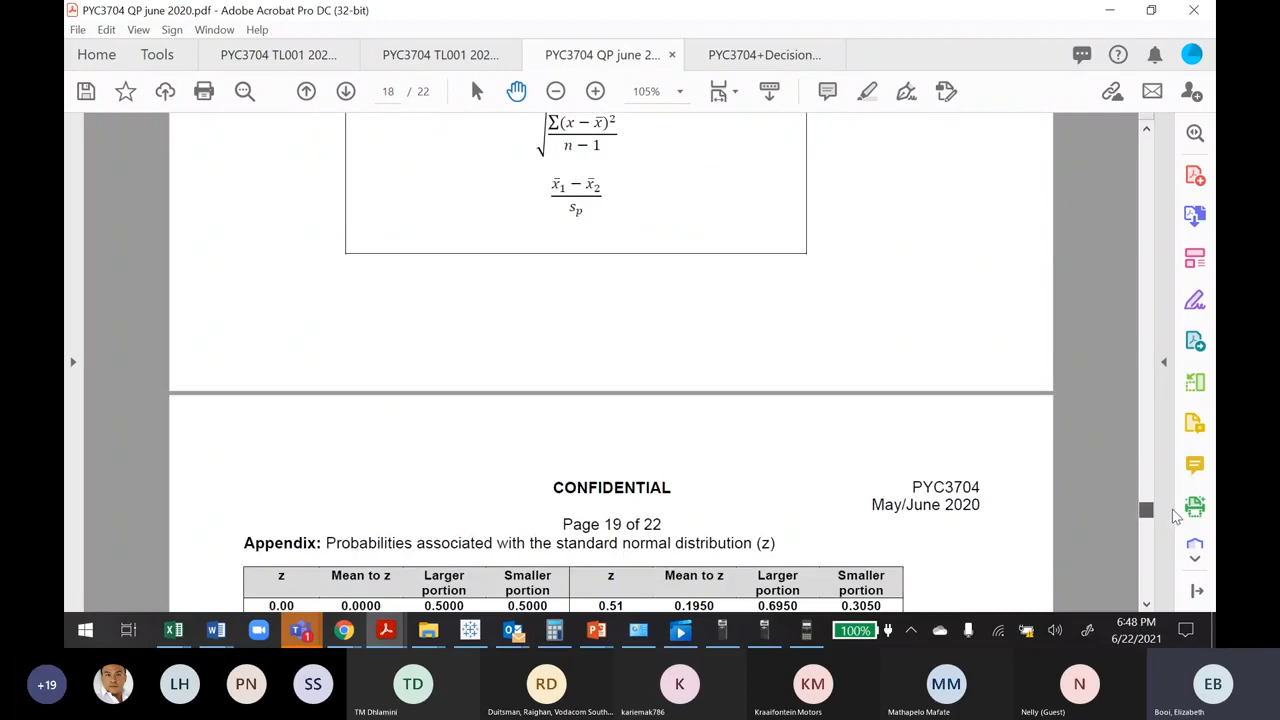 PYC3704 QP june 2020.pdf - Adobe Acrobat Pro DC (32-bit)
File Edit View Sign Window Help
Home Tools PYC3704 TL001 202... PYC3704 TL001 202... PYC3704 QP june 2... × PYC3704+Decision...
18 / 22 105%
√ Σ(x − x̄)²
n − 1
x̄₁ − x̄₂
sₚ
CONFIDENTIAL PYC3704
May/June 2020
Page 19 of 22
Appendix: Probabilities associated with the standard normal distribution (z)
z Mean to z Larger portion Smaller portion z Mean to z Larger portion Smaller portion
0.00 0.0000 0.5000 0.5000 0.51 0.1950 0.6950 0.3050
100% 6:48 PM
6/22/2021
+19 LH PN SS TD RD K KM MM N EB
TM Dhlamini Duitsman, Raighan, Vodacom South... kariemak786 Kraaifontein Motors Mathapelo Mafate Nelly (Guest) Booi, Elizabeth